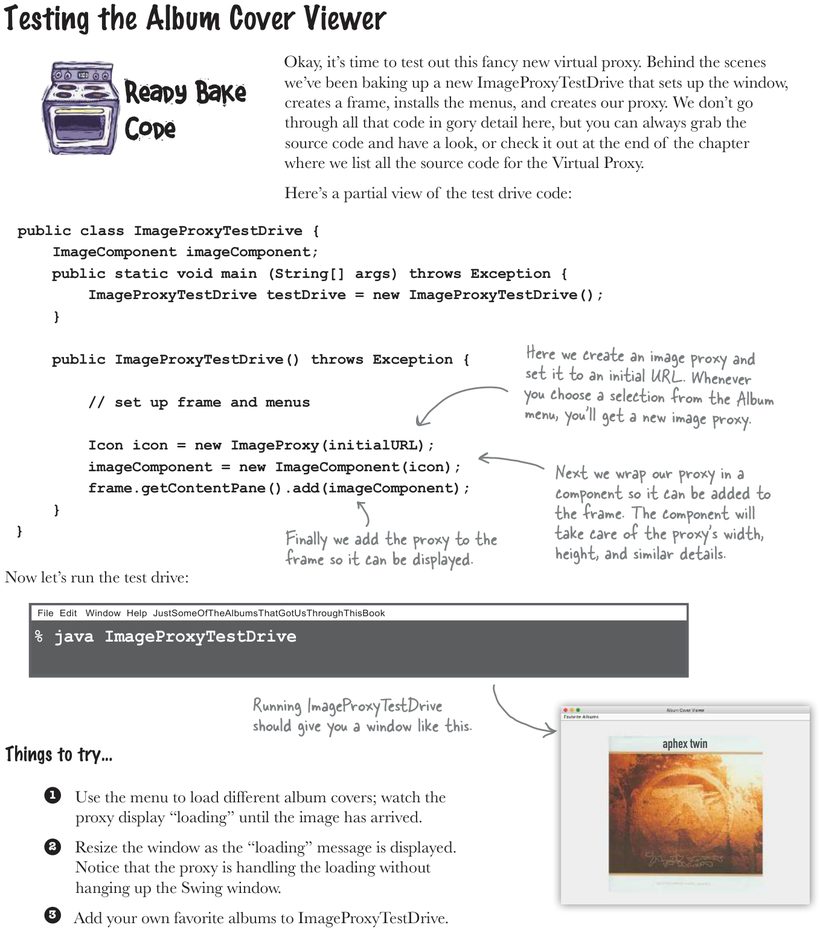 Testing the Album Cover Viewer
Ready Bake
Code
Okay, it's time to test out this fancy new virtual proxy. Behind the scenes
we've been baking up a new ImageProxyTestDrive that sets up the window,
creates a frame, installs the menus, and creates our proxy. We don't go
through all that code in gory detail here, but you can always grab the
source code and have a look, or check it out at the end of the chapter
where we list all the source code for the Virtual Proxy.
Here's a partial view of the test drive code:
public class ImageProxyTestDrive {
ImageComponent imageComponent;
public static void main (String[] args) throws Exception {
ImageProxyTestDrive testDrive = new ImageProxyTestDrive();
}
public ImageProxyTestDrive() throws Exception {
// set up frame and menus
Icon icon = new ImageProxy(initialURL);
imageComponent = new ImageComponent(icon);
frame.getContentPane().add(imageComponent);
}
}
Here we create an image proxy and
set it to an initial URL. Whenever
you choose a selection from the Album
menu, you'll get a new image proxy.
Next we wrap our proxy in a
component so it can be added to
the frame. The component will
take care of the proxy's width,
height, and similar details.
Finally we add the proxy to the
frame so it can be displayed.
Now let's run the test drive:
File Edit Window Help JustSomeOfTheAlbumsThatGotUsThroughThisBook
% java ImageProxyTestDrive
Running ImageProxyTestDrive
should give you a window like this.
Album Cover Viewer
Favorite Albums
aphex twin
Things to try...
1 Use the menu to load different album covers; watch the
proxy display "loading" until the image has arrived.
2 Resize the window as the "loading" message is displayed.
Notice that the proxy is handling the loading without
hanging up the Swing window.
3 Add your own favorite albums to ImageProxyTestDrive.